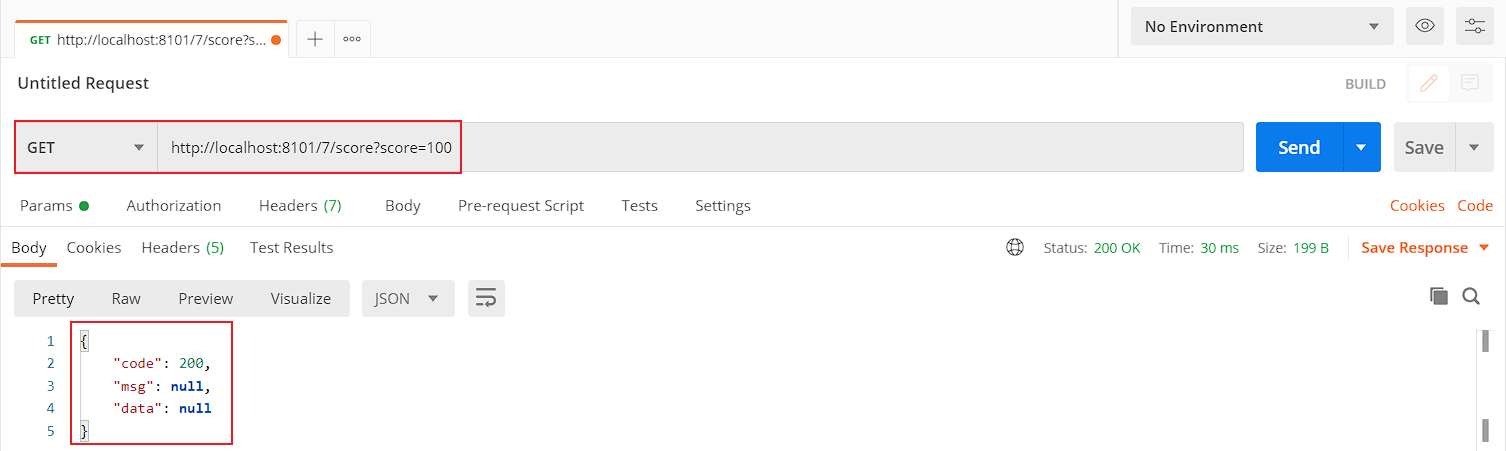 GET http://localhost:8101/7/score?s...
No Environment
Untitled Request
BUILD
GET http://localhost:8101/7/score?score=100
Send
Save
Params Authorization Headers (7) Body Pre-request Script Tests Settings Cookies Code
Body Cookies Headers (5) Test Results Status: 200 OK Time: 30 ms Size: 199 B Save Response
Pretty Raw Preview Visualize JSON
1 {
2 "code": 200,
3 "msg": null,
4 "data": null
5 }